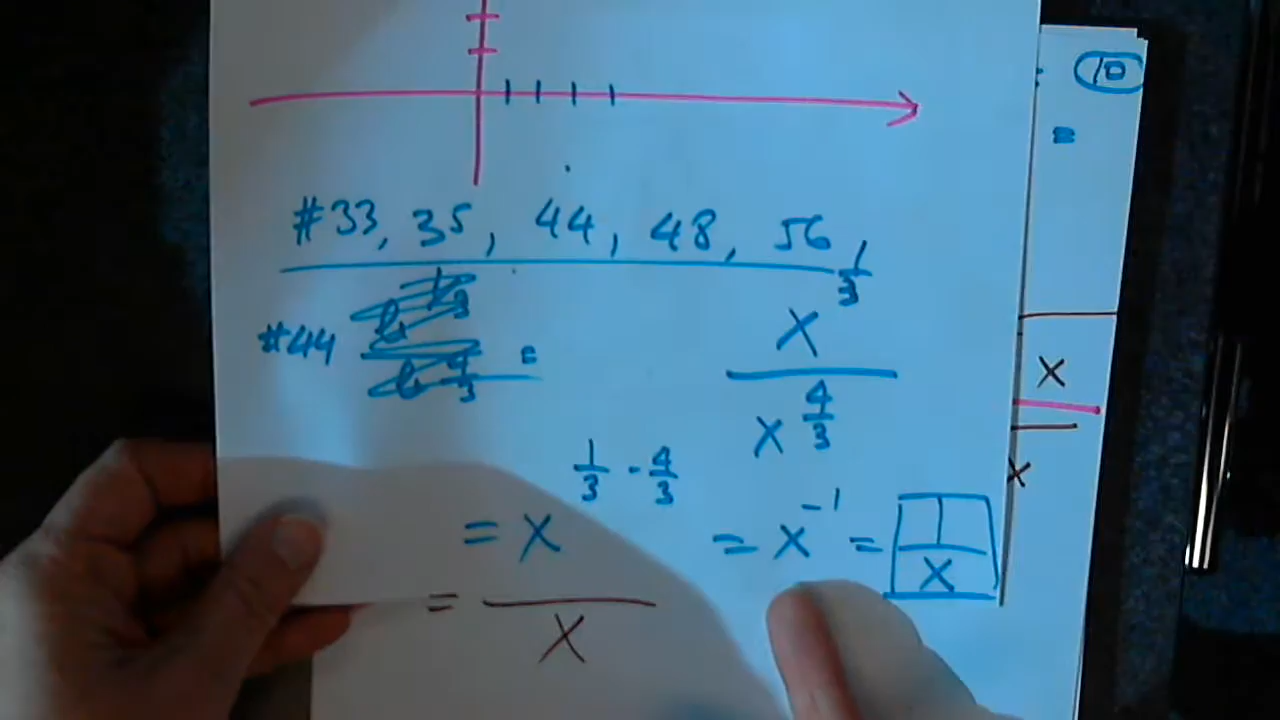 10
=
#33, 35, 44, 48, 56
#44 =
x^(1/3) / x^(4/3)
= x^(1/3 - 4/3) = x^-1 = 1/x
= — / x
x
x